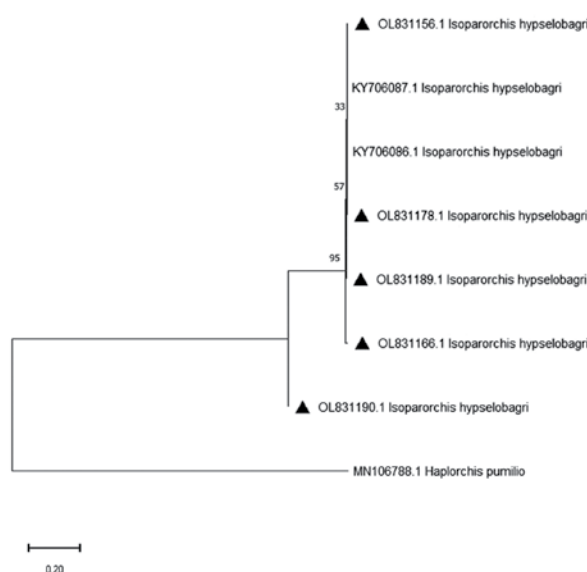 OL831156.1 Isoparorchis hypselobagri
KY706087.1 Isoparorchis hypselobagri
33
KY706086.1 Isoparorchis hypselobagri
57
OL831178.1 Isoparorchis hypselobagri
95
OL831189.1 Isoparorchis hypselobagri
OL831166.1 Isoparorchis hypselobagri
OL831190.1 Isoparorchis hypselobagri
MN106788.1 Haplorchis pumilio
0.20